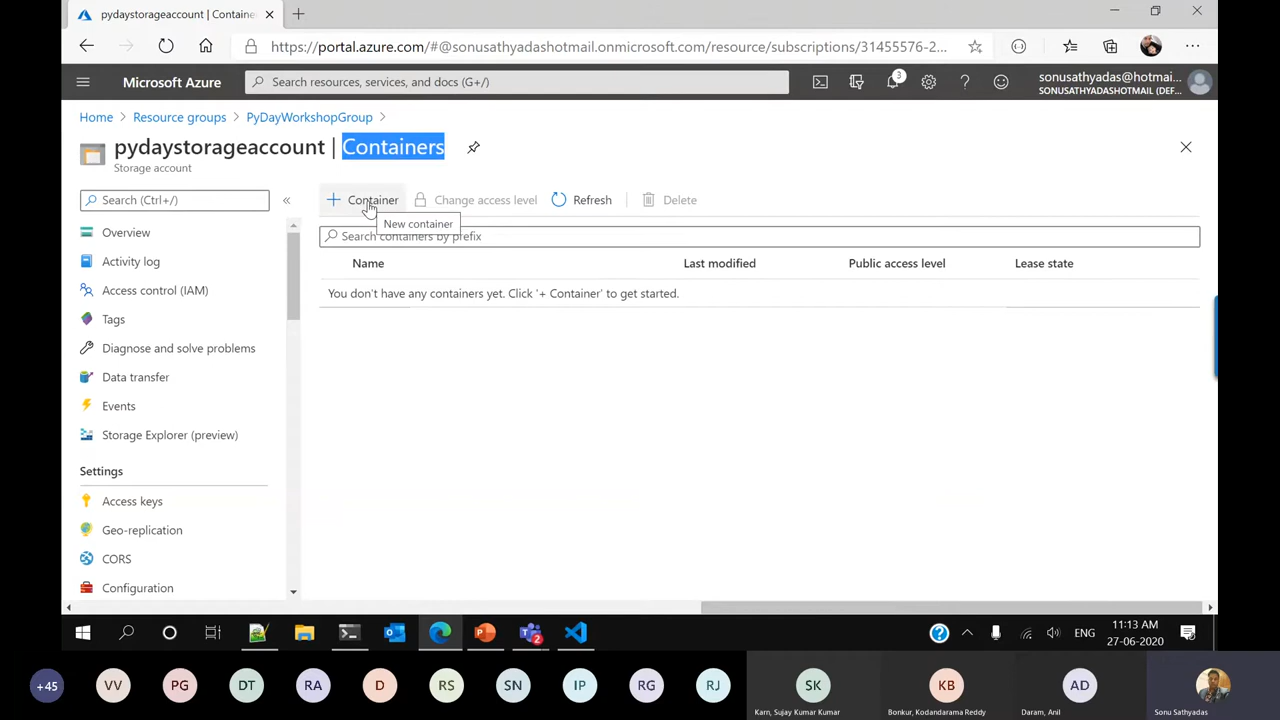 pydaystorageaccount | Containe
https://portal.azure.com/#@sonusathyadashotmail.onmicrosoft.com/resource/subscriptions/31455576-2...
Microsoft Azure
Search resources, services, and docs (G+/)
3
sonusathyadas@hotmai...
SONUSATHYADASHOTMAIL (DEF...
Home > Resource groups > PyDayWorkshopGroup >
pydaystorageaccount | Containers
Storage account
Search (Ctrl+/)
Container
Change access level
Refresh
Delete
New container
Search containers by prefix
Name
Last modified
Public access level
Lease state
You don't have any containers yet. Click '+ Container' to get started.
Overview
Activity log
Access control (IAM)
Tags
Diagnose and solve problems
Data transfer
Events
Storage Explorer (preview)
Settings
Access keys
Geo-replication
CORS
Configuration
2
ENG
11:13 AM
27-06-2020
+45
VV
PG
DT
RA
D
RS
SN
IP
RG
RJ
SK
Karn, Sujay Kumar Kumar
KB
Bonkur, Kodandarama Reddy
AD
Daram, Anil
Sonu Sathyadas